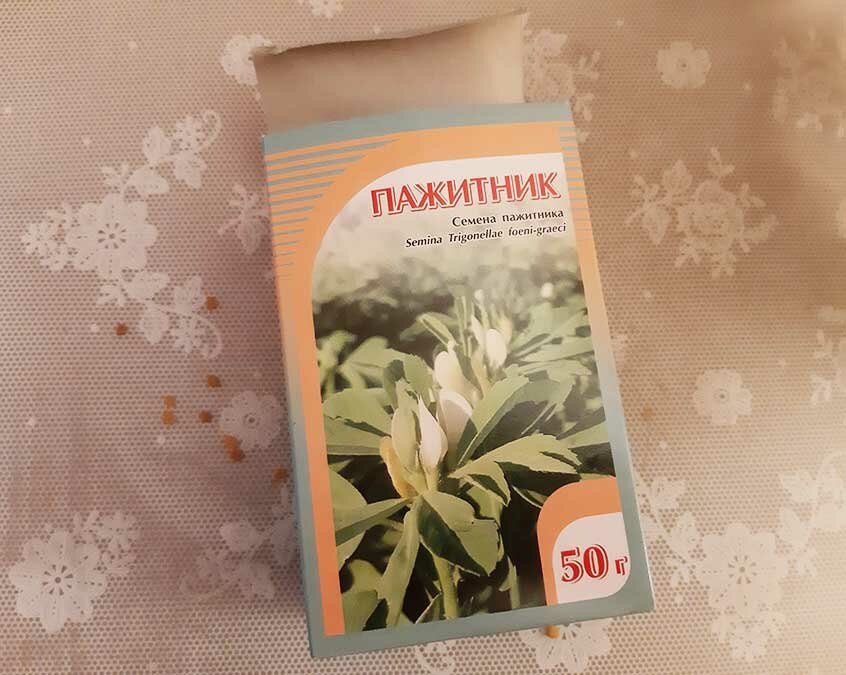 ПАЖИТНИК
Семена пажитника
Semina Trigonellae foeni-graeci
50 г